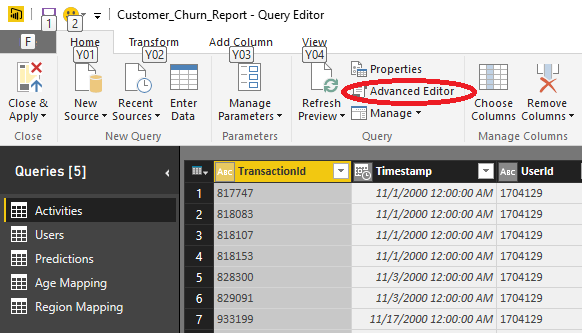 1 2 Customer_Churn_Report - Query Editor
F Home Transform Add Column View
Y01 Y02 Y03 Y04
Close & Apply
New Source
Recent Sources
Enter Data
Manage Parameters
Refresh Preview
Properties
Advanced Editor
Manage
Choose Columns
Remove Columns
Close New Query Parameters Query Manage Columns
Queries [5]
Activities
Users
Predictions
Age Mapping
Region Mapping
ABC TransactionId Timestamp ABC UserId
1 817747 11/1/2000 12:00:00 AM 1704129
2 818083 11/1/2000 12:00:00 AM 1704129
3 818107 11/1/2000 12:00:00 AM 1704129
4 818153 11/1/2000 12:00:00 AM 1704129
5 828300 11/3/2000 12:00:00 AM 1704129
6 829091 11/3/2000 12:00:00 AM 1704129
7 933199 11/17/2000 12:00:00 AM 1704129